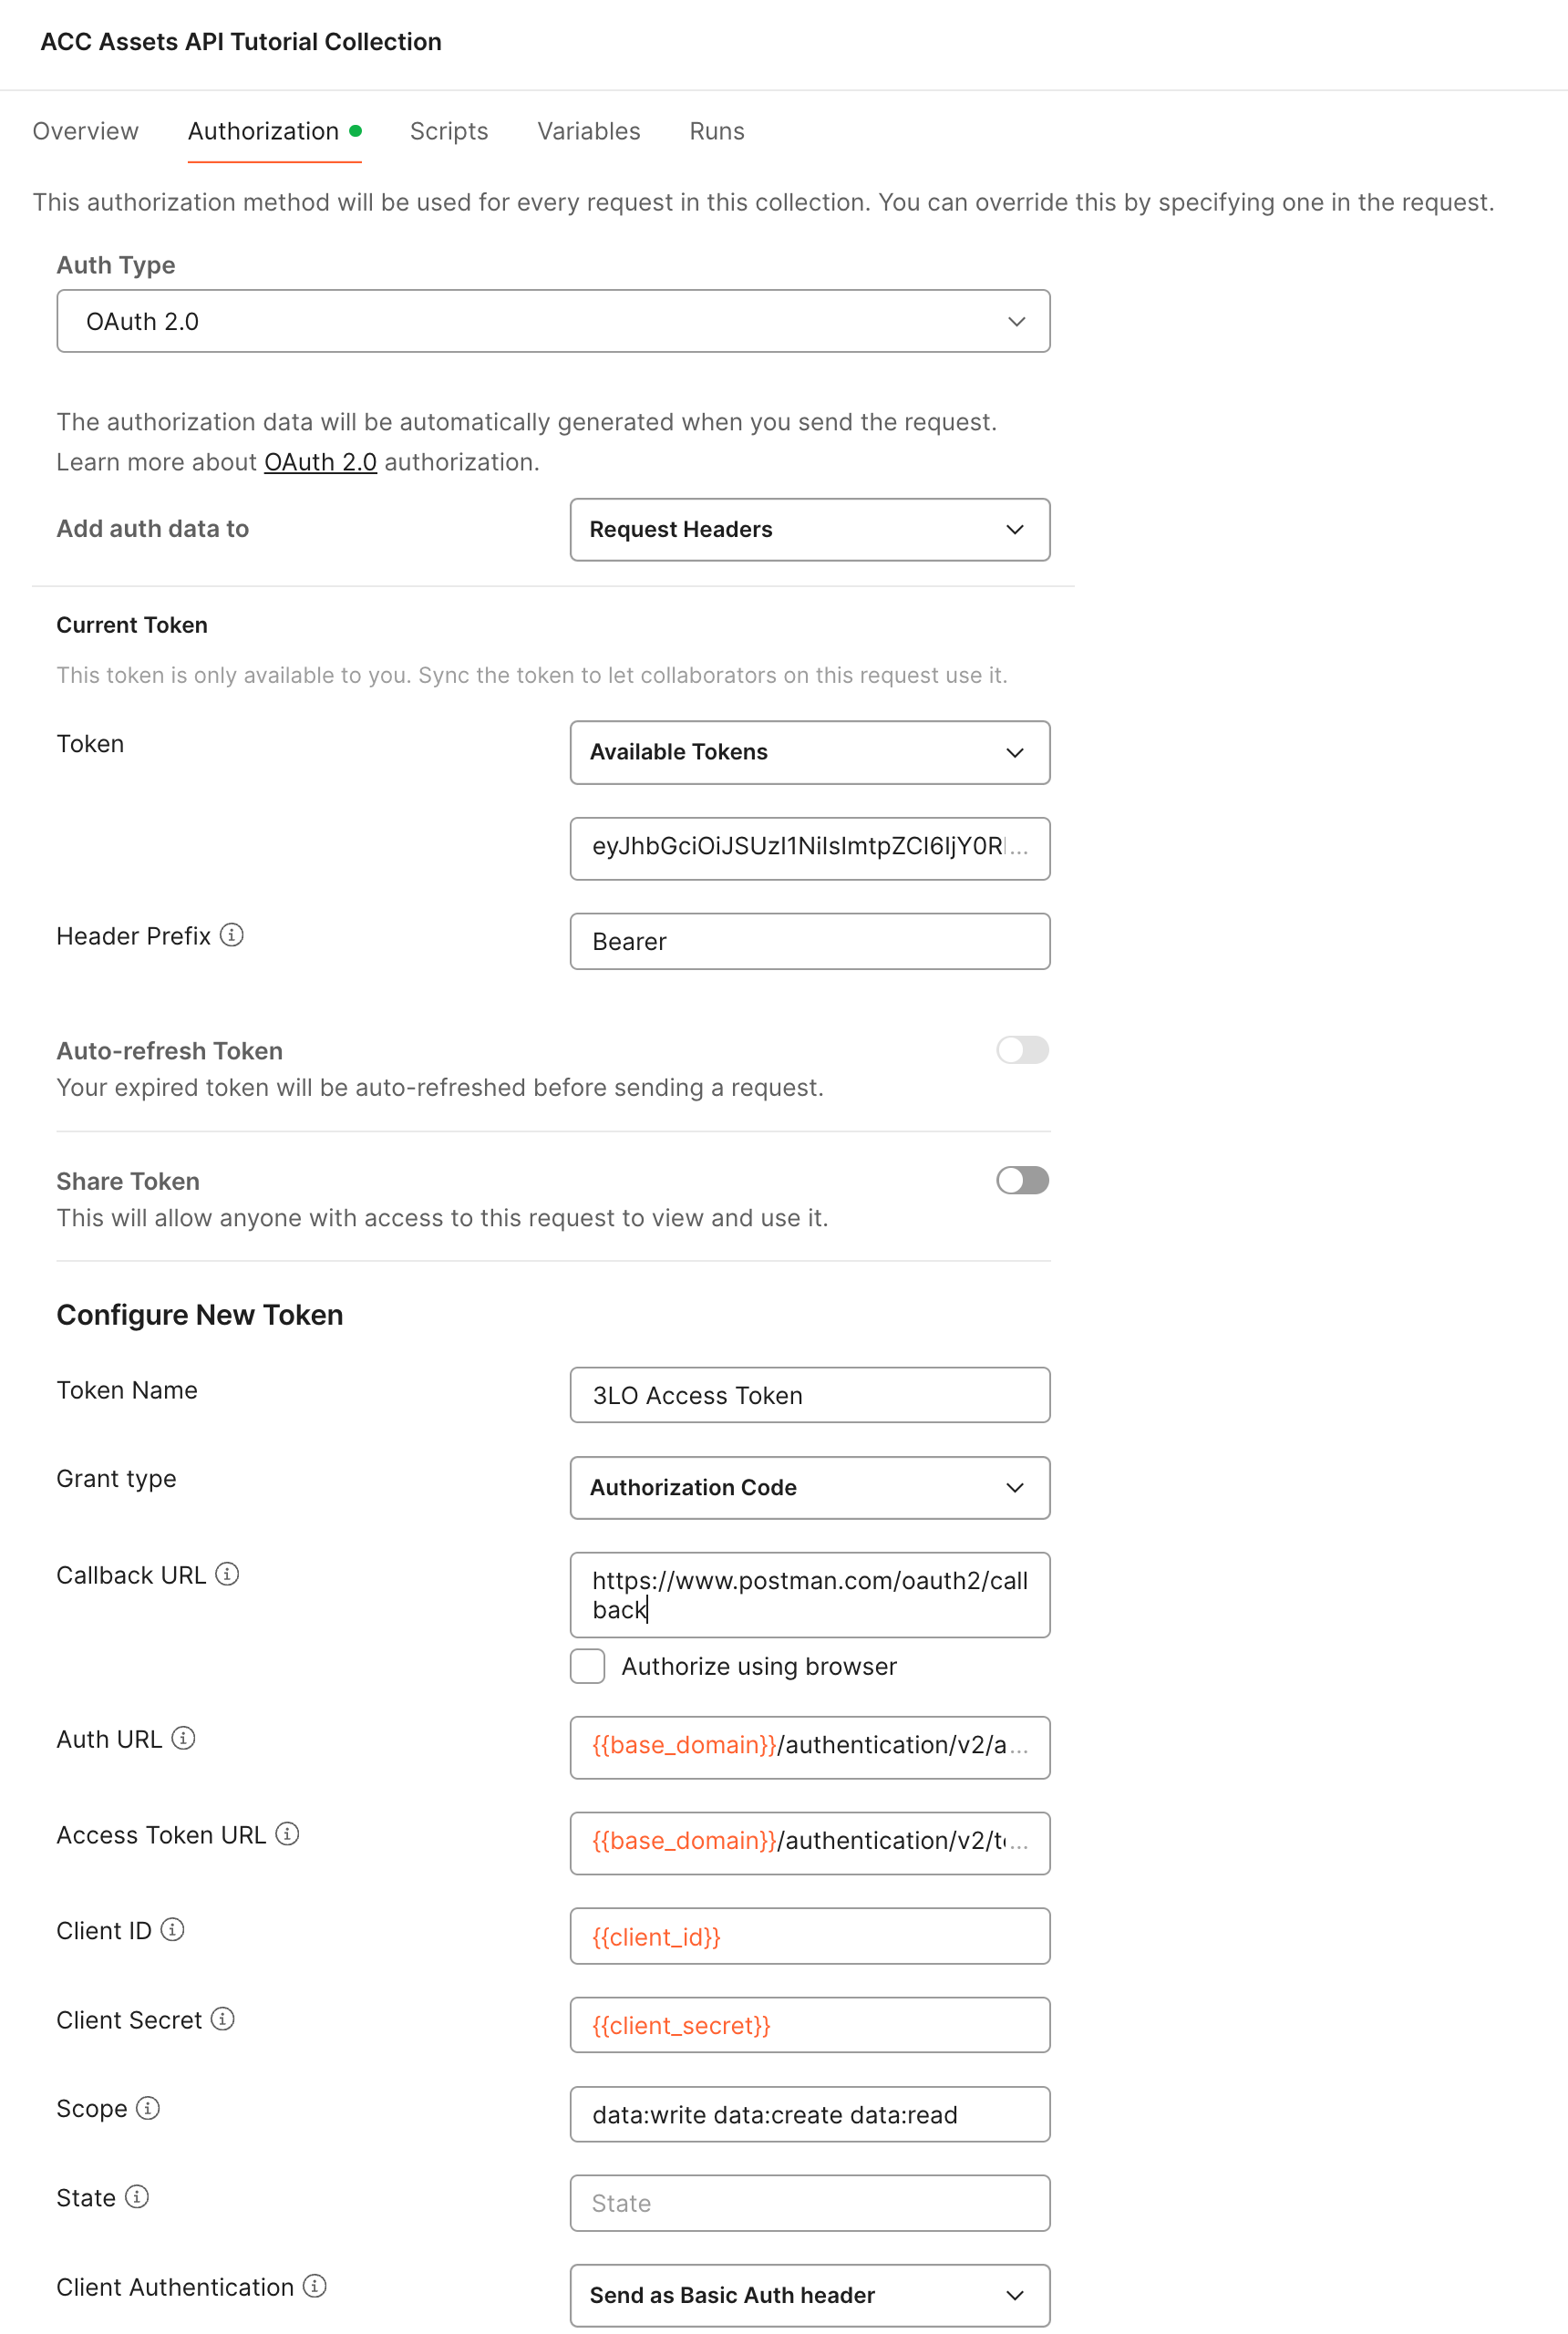 ACC Assets API Tutorial Collection
Overview Authorization Scripts Variables Runs
This authorization method will be used for every request in this collection. You can override this by specifying one in the request.
Auth Type
OAuth 2.0
The authorization data will be automatically generated when you send the request.
Learn more about OAuth 2.0 authorization.
Add auth data to Request Headers
Current Token
This token is only available to you. Sync the token to let collaborators on this request use it.
Token Available Tokens
eyJhbGciOiJSUzI1NiIsImtpZCI6IjY0R...
Header Prefix Bearer
Auto-refresh Token
Your expired token will be auto-refreshed before sending a request.
Share Token
This will allow anyone with access to this request to view and use it.
Configure New Token
Token Name 3LO Access Token
Grant type Authorization Code
Callback URL https://www.postman.com/oauth2/call
back
Authorize using browser
Auth URL {{base_domain}}/authentication/v2/a...
Access Token URL {{base_domain}}/authentication/v2/t...
Client ID {{client_id}}
Client Secret {{client_secret}}
Scope data:write data:create data:read
State State
Client Authentication Send as Basic Auth header